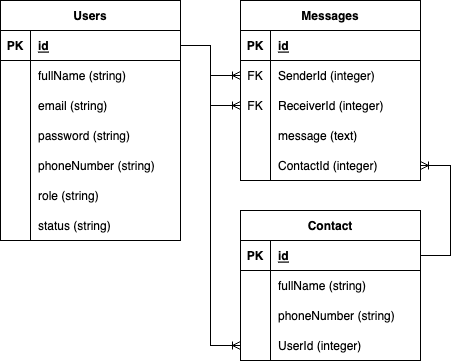 Users
PK id
fullName (string)
email (string)
password (string)
phoneNumber (string)
role (string)
status (string)
Messages
PK id
FK SenderId (integer)
FK ReceiverId (integer)
message (text)
ContactId (integer)
Contact
PK id
fullName (string)
phoneNumber (string)
UserId (integer)